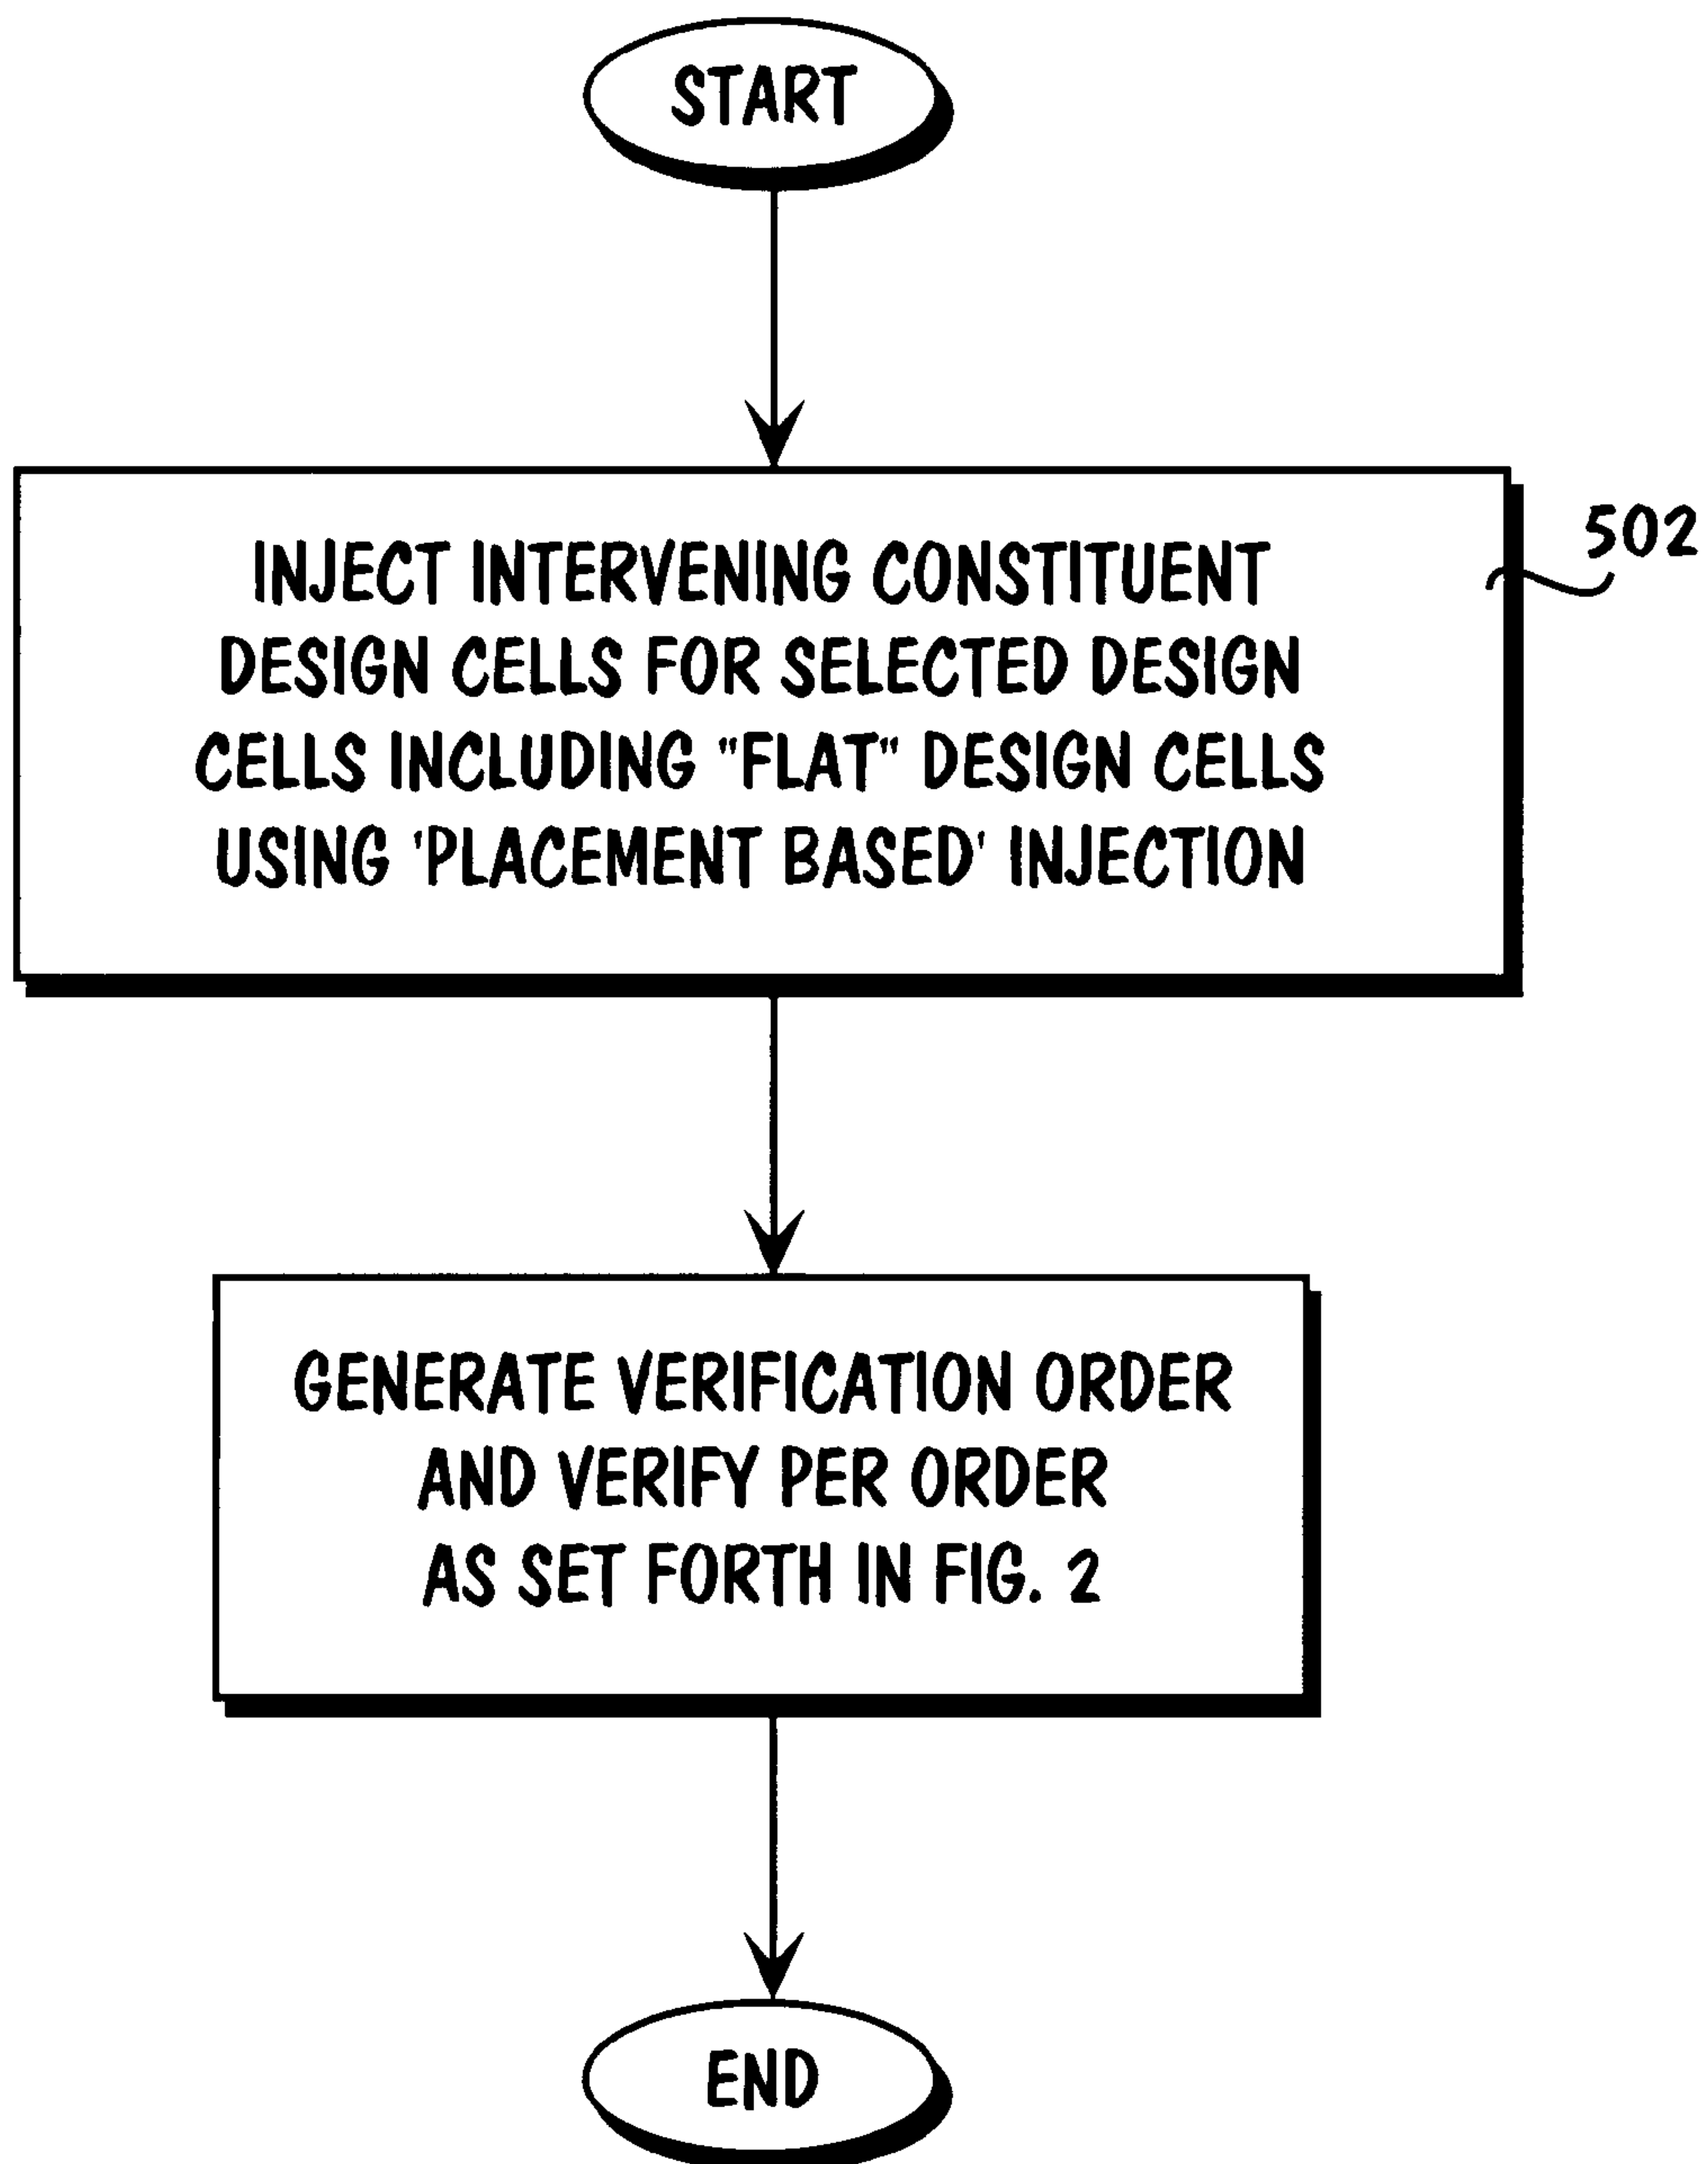 START
INJECT INTERVENING CONSTITUENT
DESIGN CELLS FOR SELECTED DESIGN
CELLS INCLUDING "FLAT" DESIGN CELLS
USING 'PLACEMENT BASED' INJECTION
502
GENERATE VERIFICATION ORDER
AND VERIFY PER ORDER
AS SET FORTH IN FIG. 2
END